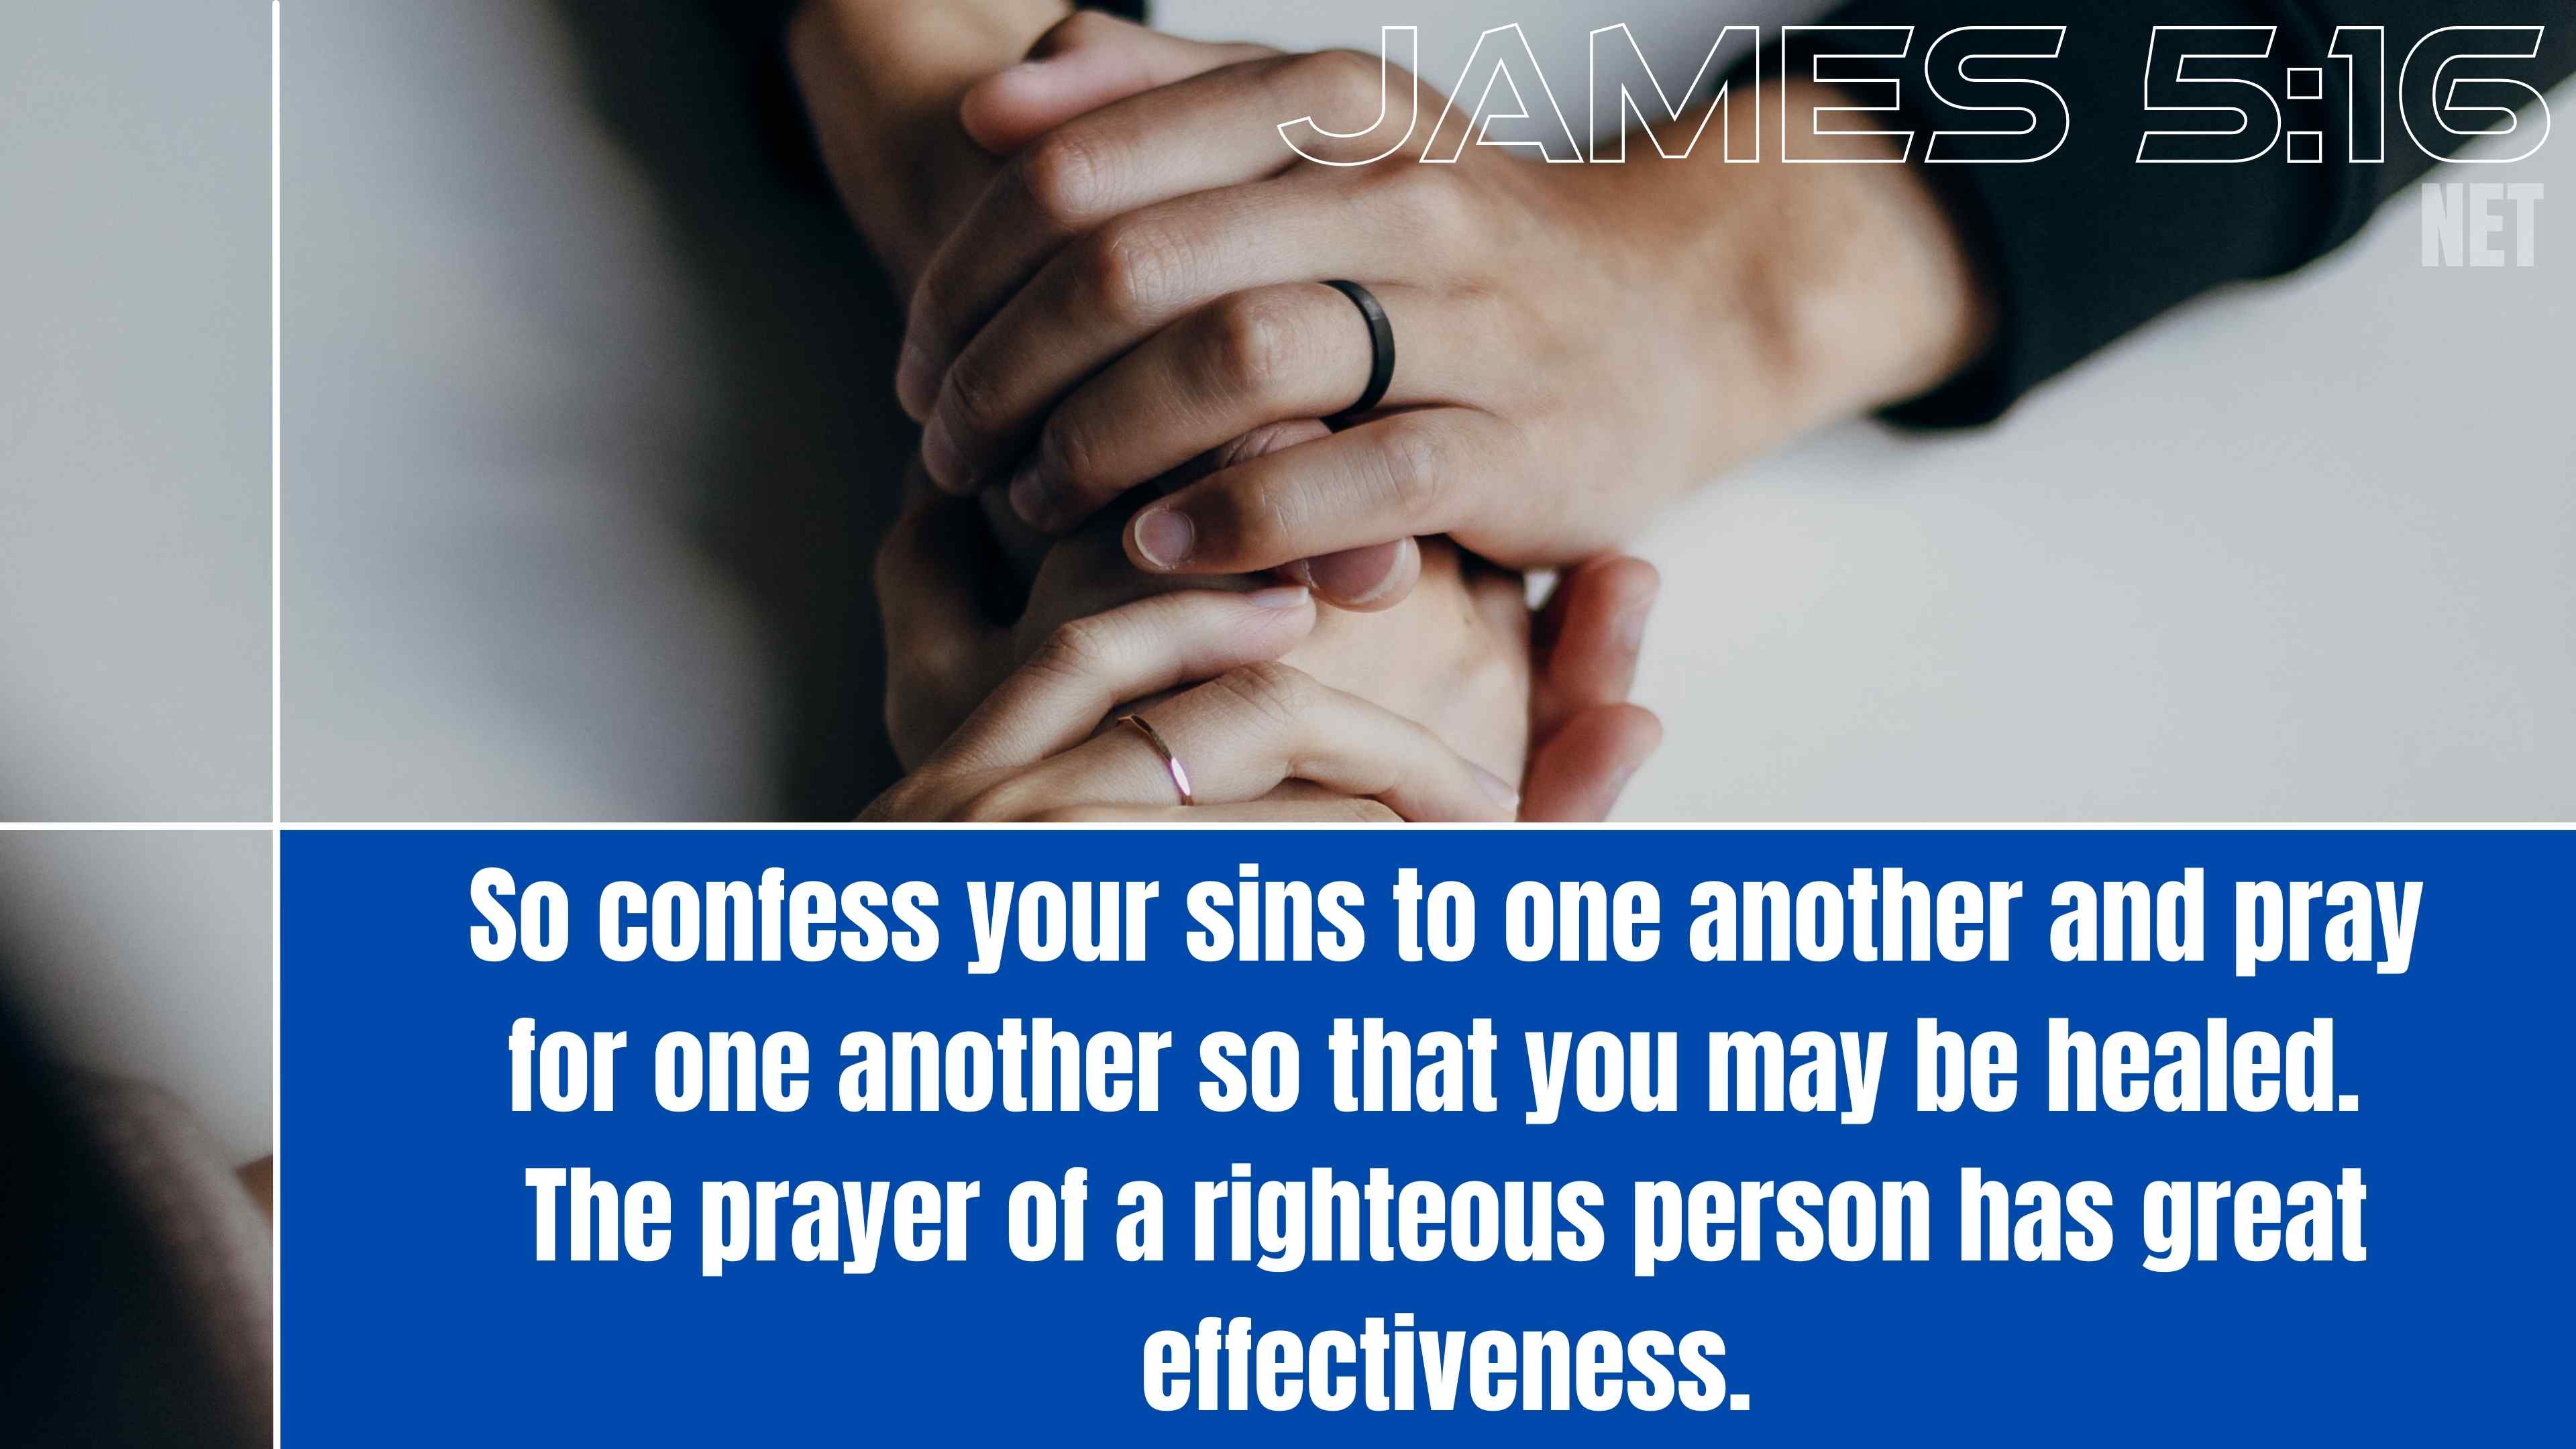 JAMES 5:16
NET
So confess your sins to one another and pray
for one another so that you may be healed.
The prayer of a righteous person has great
effectiveness.